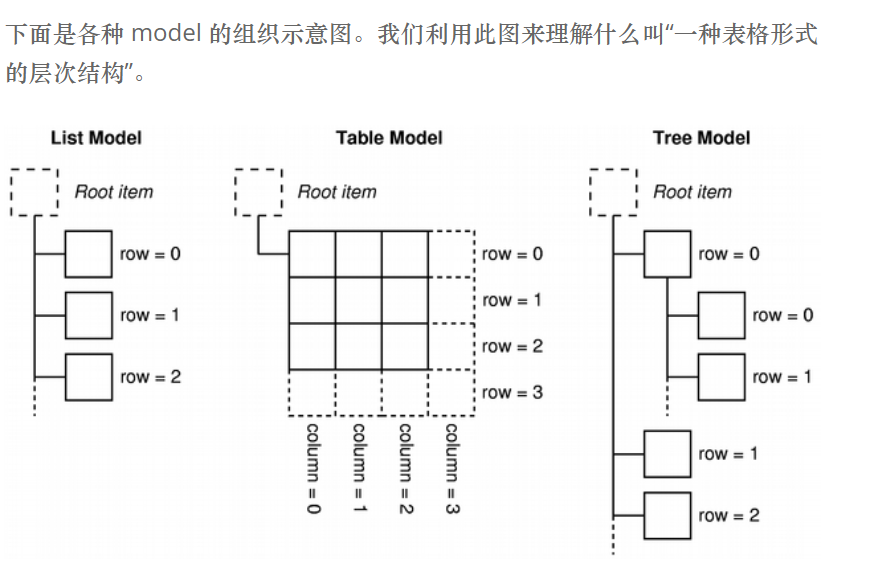 下面是各种 model 的组织示意图。我们利用此图来理解什么叫“一种表格形式
的层次结构”。
List Model
Root item
row = 0
row = 1
row = 2
Table Model
Root item
row = 0
row = 1
row = 2
row = 3
column = 0
column = 1
column = 2
column = 3
Tree Model
Root item
row = 0
row = 0
row = 1
row = 1
row = 2